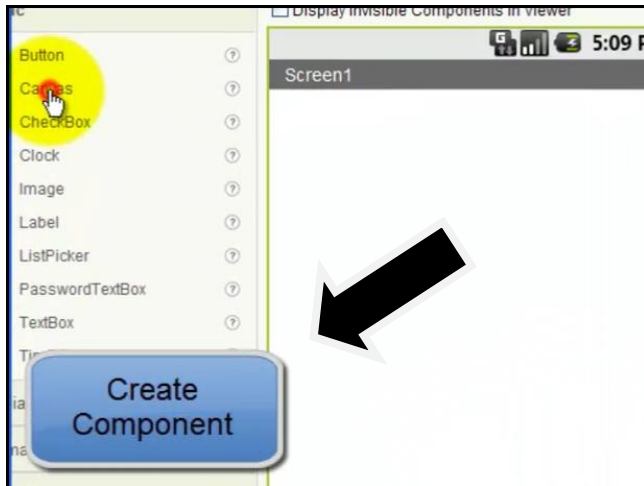 Display Invisible Components in Viewer
Button
5:09
Canvas
Screen1
CheckBox
Clock
Image
Label
ListPicker
PasswordTextBox
TextBox
Create
Component